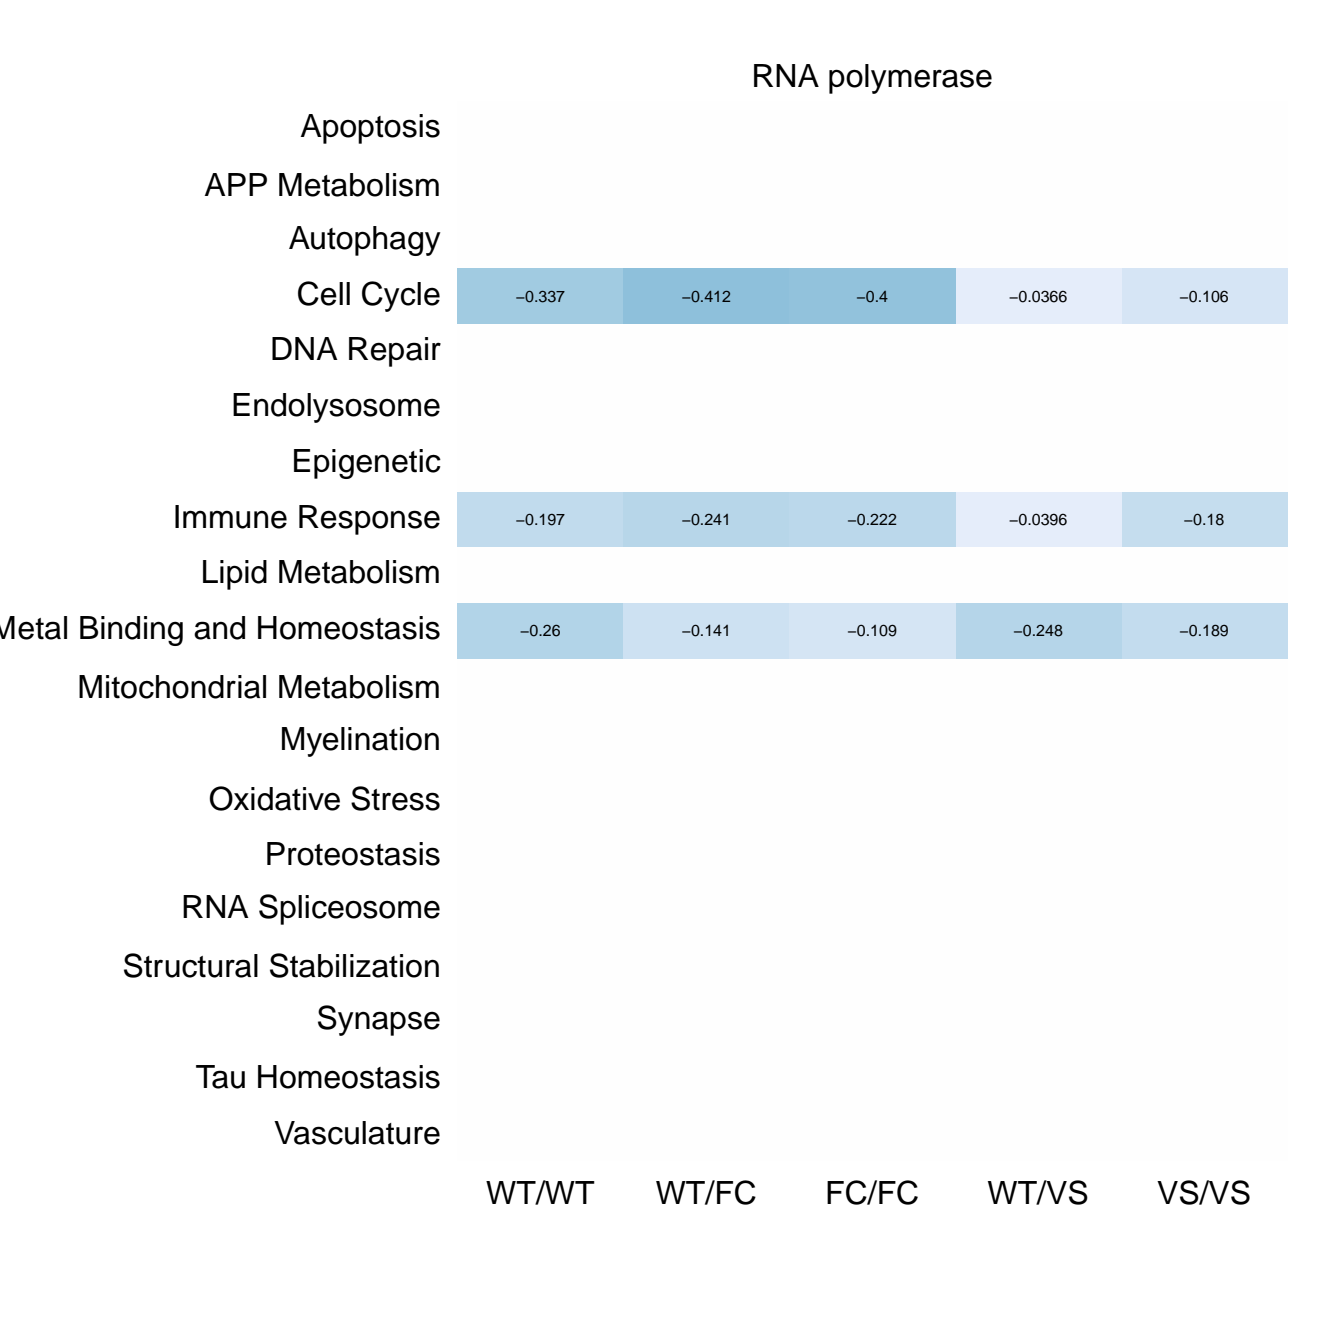 RNA polymerase
Apoptosis
APP Metabolism
Autophagy
Cell Cycle −0.337 −0.412 −0.4 −0.0366 −0.106
DNA Repair
Endolysosome
Epigenetic
Immune Response −0.197 −0.241 −0.222 −0.0396 −0.18
Lipid Metabolism
Metal Binding and Homeostasis −0.26 −0.141 −0.109 −0.248 −0.189
Mitochondrial Metabolism
Myelination
Oxidative Stress
Proteostasis
RNA Spliceosome
Structural Stabilization
Synapse
Tau Homeostasis
Vasculature
WT/WT WT/FC FC/FC WT/VS VS/VS